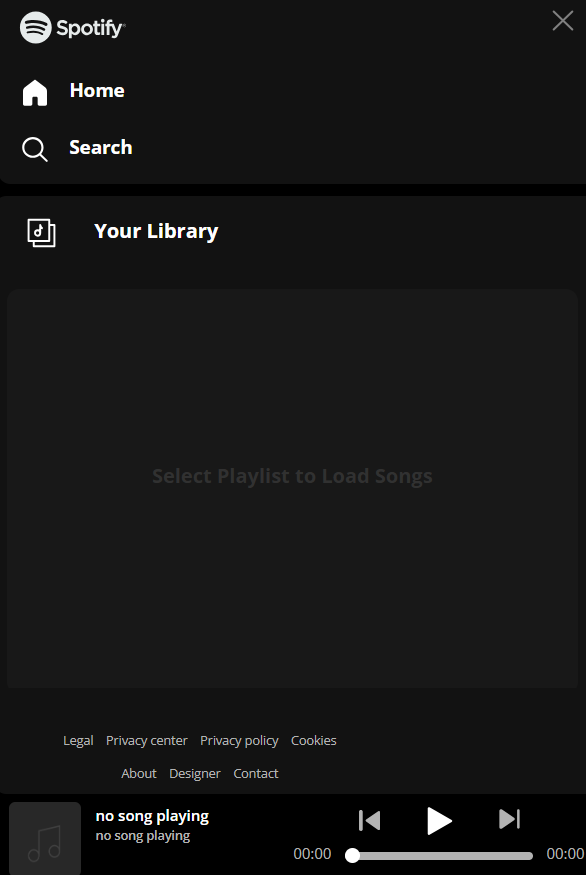 Spotify®
Home
Search
Your Library
Select Playlist to Load Songs
Legal Privacy center Privacy policy Cookies
About Designer Contact
no song playing
no song playing
00:00 00:00